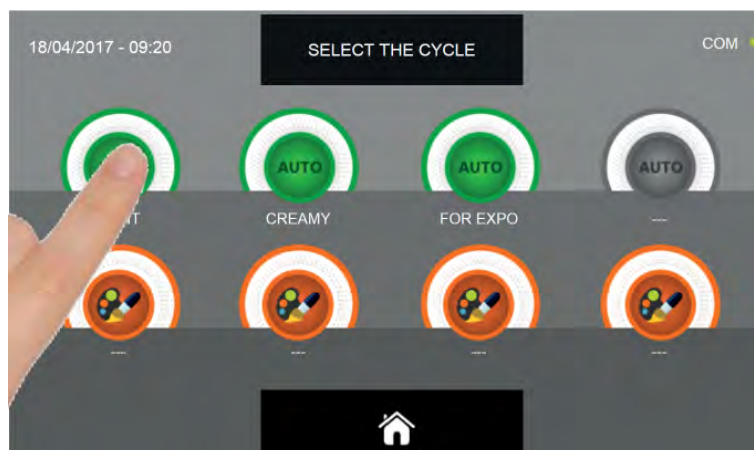 18/04/2017 - 09:20
SELECT THE CYCLE
COM
AUTO AUTO AUTO
CREAMY FOR EXPO ---
--- --- --- ---